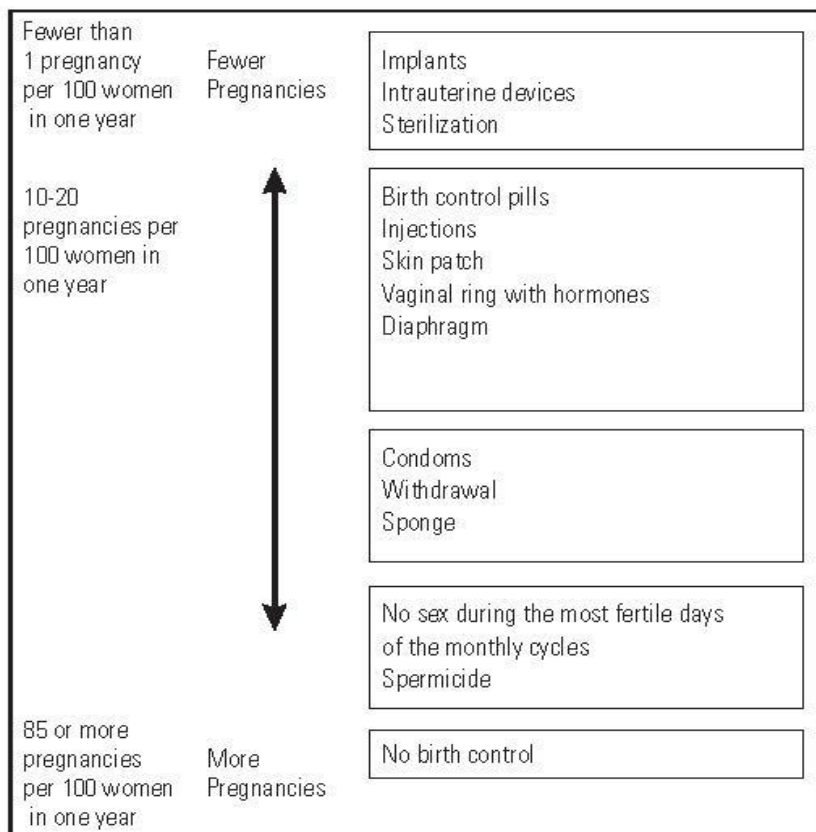 Fewer than
1 pregnancy
per 100 women
in one year
Fewer
Pregnancies
Implants
Intrauterine devices
Sterilization
10-20
pregnancies per
100 women in
one year
Birth control pills
Injections
Skin patch
Vaginal ring with hormones
Diaphragm
Condoms
Withdrawal
Sponge
No sex during the most fertile days
of the monthly cycles
Spermicide
85 or more
pregnancies
per 100 women
in one year
More
Pregnancies
No birth control